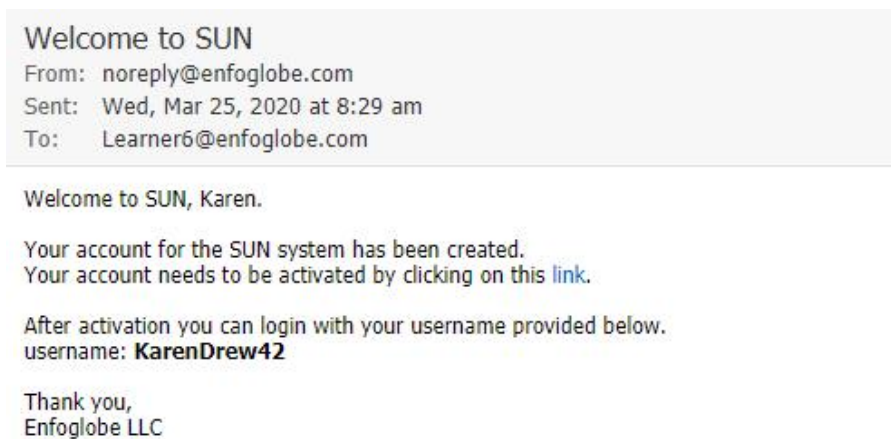 Welcome to SUN
From: noreply@enfoglobe.com
Sent: Wed, Mar 25, 2020 at 8:29 am
To: Learner6@enfoglobe.com
Welcome to SUN, Karen.
Your account for the SUN system has been created.
Your account needs to be activated by clicking on this link.
After activation you can login with your username provided below.
username: KarenDrew42
Thank you,
Enfoglobe LLC